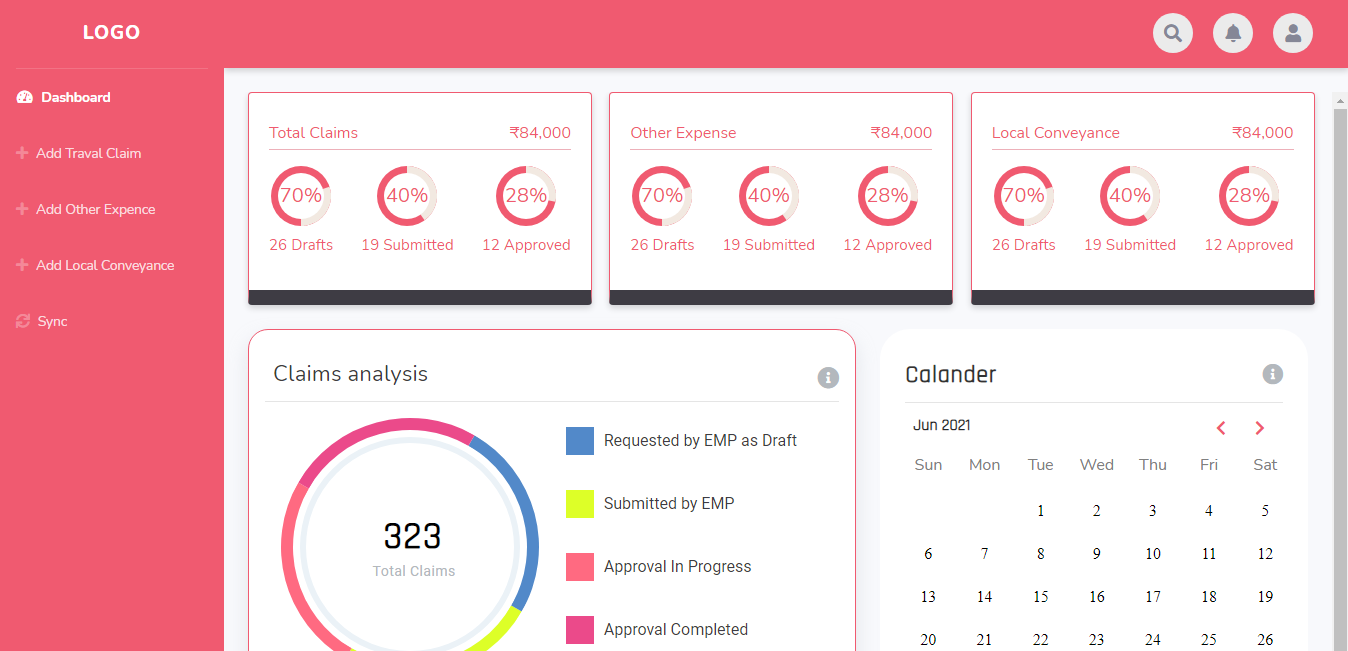 LOGO
Dashboard
Add Traval Claim
Add Other Expence
Add Local Conveyance
Sync
Total Claims ₹84,000
70% 40% 28%
26 Drafts 19 Submitted 12 Approved
Other Expense ₹84,000
70% 40% 28%
26 Drafts 19 Submitted 12 Approved
Local Conveyance ₹84,000
70% 40% 28%
26 Drafts 19 Submitted 12 Approved
Claims analysis
323
Total Claims
Requested by EMP as Draft
Submitted by EMP
Approval In Progress
Approval Completed
Calander
Jun 2021
Sun Mon Tue Wed Thu Fri Sat
1 2 3 4 5
6 7 8 9 10 11 12
13 14 15 16 17 18 19
20 21 22 23 24 25 26